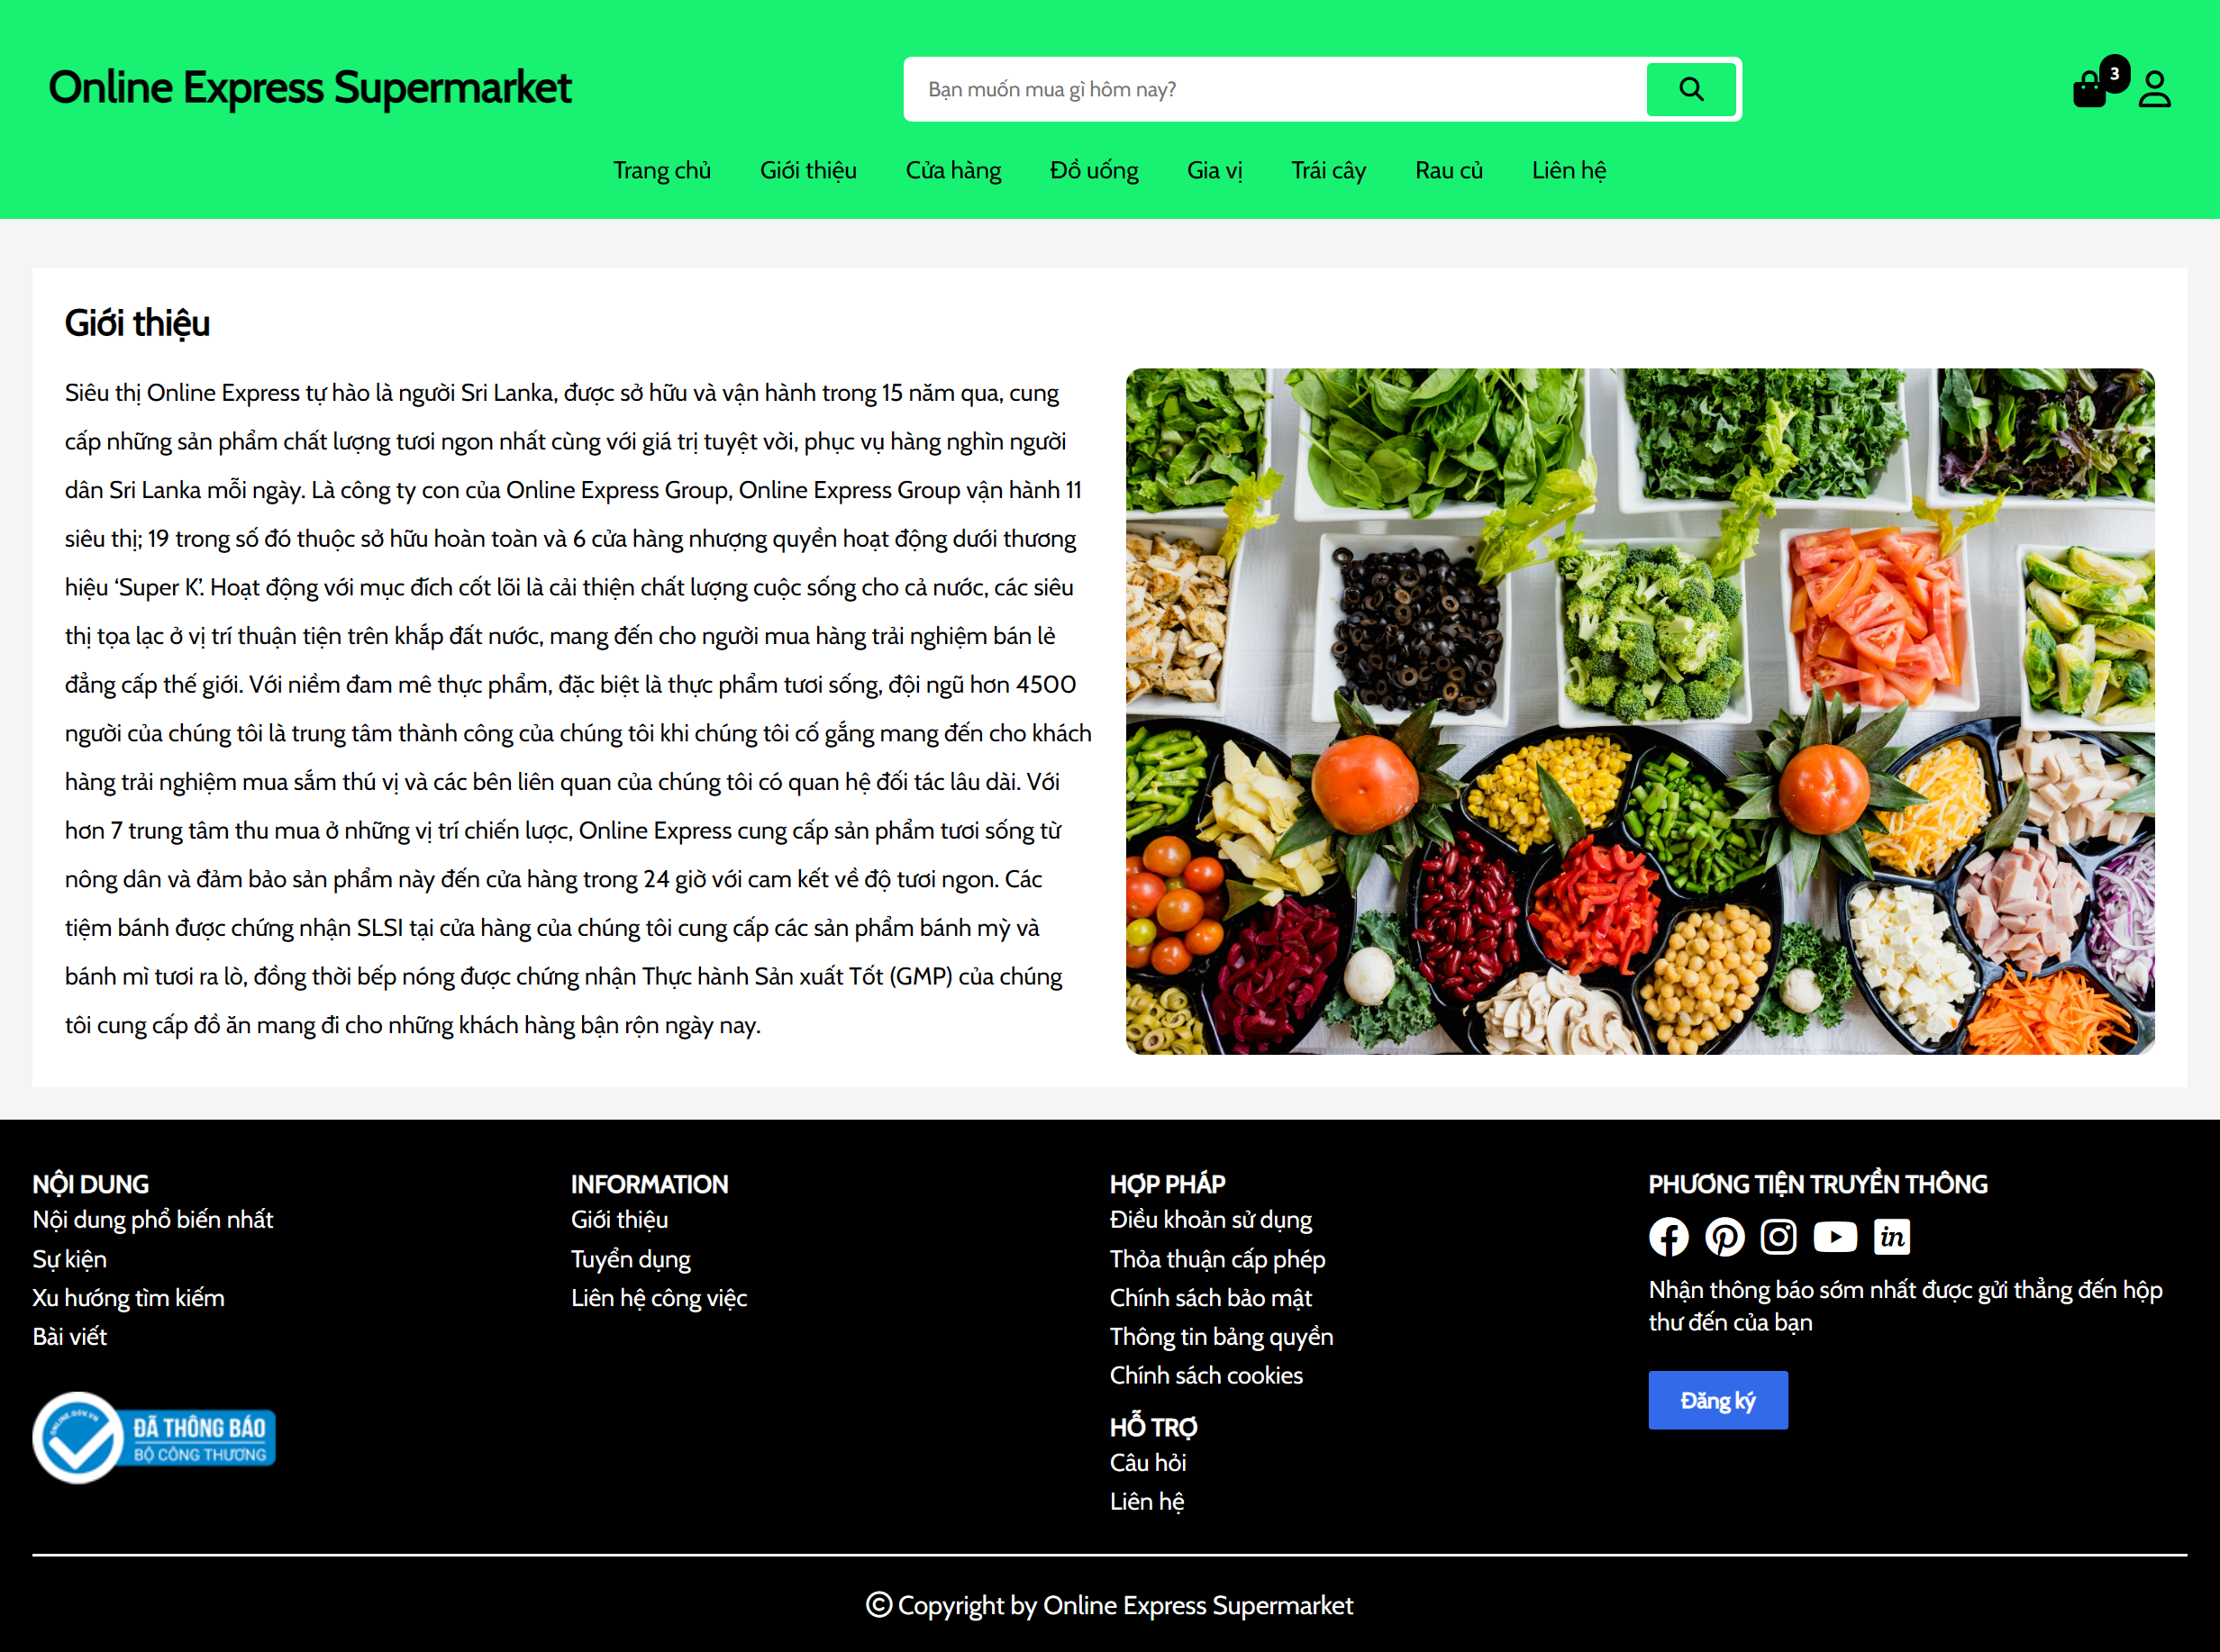 Online Express Supermarket
Bạn muốn mua gì hôm nay?
3
Trang chủ Giới thiệu Cửa hàng Đồ uống Gia vị Trái cây Rau củ Liên hệ
Giới thiệu
Siêu thị Online Express tự hào là người Sri Lanka, được sở hữu và vận hành trong 15 năm qua, cung
cấp những sản phẩm chất lượng tươi ngon nhất cùng với giá trị tuyệt vời, phục vụ hàng nghìn người
dân Sri Lanka mỗi ngày. Là công ty con của Online Express Group, Online Express Group vận hành 11
siêu thị; 19 trong số đó thuộc sở hữu hoàn toàn và 6 cửa hàng nhượng quyền hoạt động dưới thương
hiệu ‘Super K’. Hoạt động với mục đích cốt lõi là cải thiện chất lượng cuộc sống cho cả nước, các siêu
thị tọa lạc ở vị trí thuận tiện trên khắp đất nước, mang đến cho người mua hàng trải nghiệm bán lẻ
đẳng cấp thế giới. Với niềm đam mê thực phẩm, đặc biệt là thực phẩm tươi sống, đội ngũ hơn 4500
người của chúng tôi là trung tâm thành công của chúng tôi khi chúng tôi cố gắng mang đến cho khách
hàng trải nghiệm mua sắm thú vị và các bên liên quan của chúng tôi có quan hệ đối tác lâu dài. Với
hơn 7 trung tâm thu mua ở những vị trí chiến lược, Online Express cung cấp sản phẩm tươi sống từ
nông dân và đảm bảo sản phẩm này đến cửa hàng trong 24 giờ với cam kết về độ tươi ngon. Các
tiệm bánh được chứng nhận SLSI tại cửa hàng của chúng tôi cung cấp các sản phẩm bánh mỳ và
bánh mì tươi ra lò, đồng thời bếp nóng được chứng nhận Thực hành Sản xuất Tốt (GMP) của chúng
tôi cung cấp đồ ăn mang đi cho những khách hàng bận rộn ngày nay.
NỘI DUNG
Nội dung phổ biến nhất
Sự kiện
Xu hướng tìm kiếm
Bài viết
ONLINE.GOV.VN
ĐÃ THÔNG BÁO
BỘ CÔNG THƯƠNG
INFORMATION
Giới thiệu
Tuyển dụng
Liên hệ công việc
HỢP PHÁP
Điều khoản sử dụng
Thỏa thuận cấp phép
Chính sách bảo mật
Thông tin bảng quyền
Chính sách cookies
HỖ TRỢ
Câu hỏi
Liên hệ
PHƯƠNG TIỆN TRUYỀN THÔNG
in
Nhận thông báo sớm nhất được gửi thẳng đến hộp
thư đến của bạn
Đăng ký
© Copyright by Online Express Supermarket